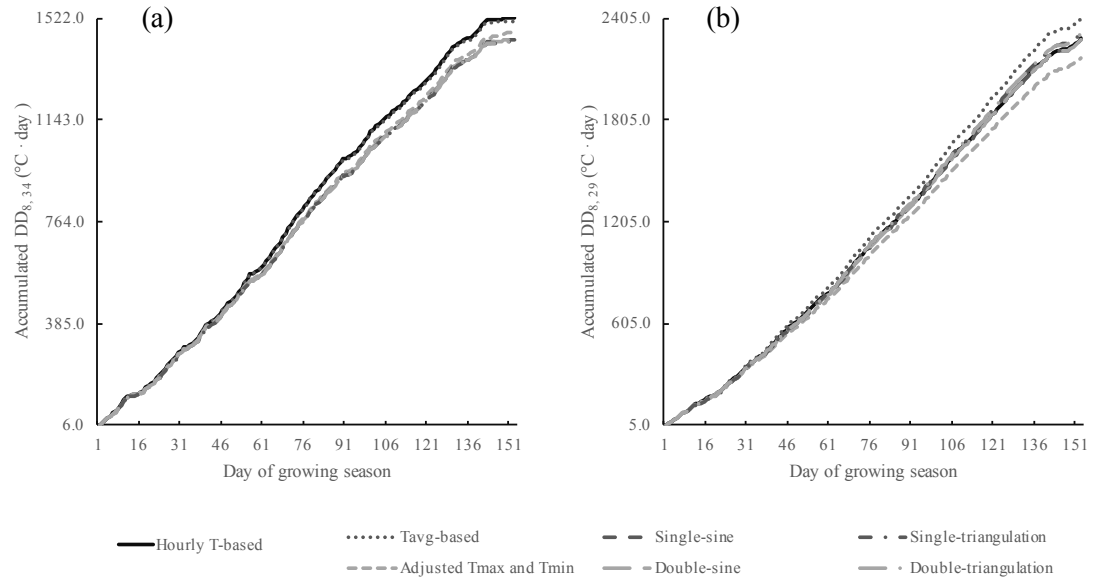 (a)
1522.0
1143.0
764.0
385.0
6.0
Accumulated DD8, 34 (°C · day )
1 16 31 46 61 76 91 106 121 136 151
Day of growing season
(b)
2405.0
1805.0
1205.0
605.0
5.0
Accumulated DD8, 29 (°C · day )
1 16 31 46 61 76 91 106 121 136 151
Day of growing season
Hourly T-based
Tavg-based
Single-sine
Single-triangulation
Adjusted Tmax and Tmin
Double-sine
Double-triangulation